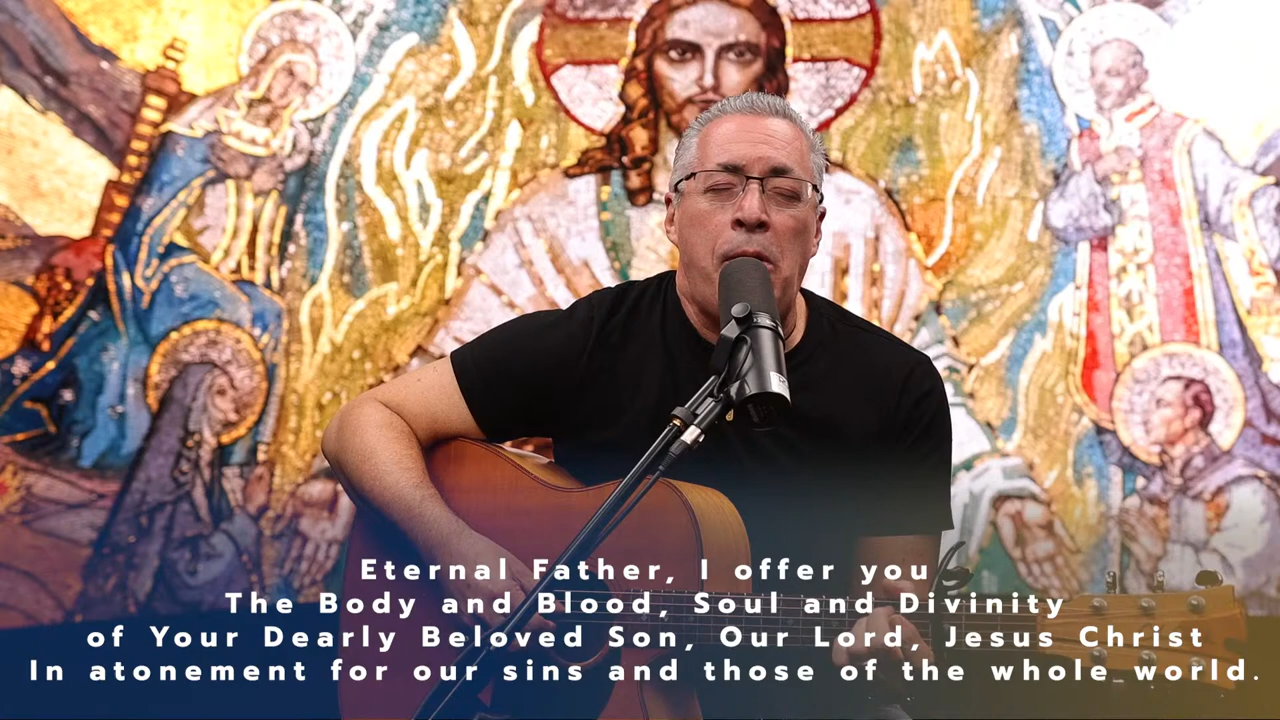 Eternal Father, I offer you
The Body and Blood, Soul and Divinity
of Your Dearly Beloved Son, Our Lord, Jesus Christ
In atonement for our sins and those of the whole world.